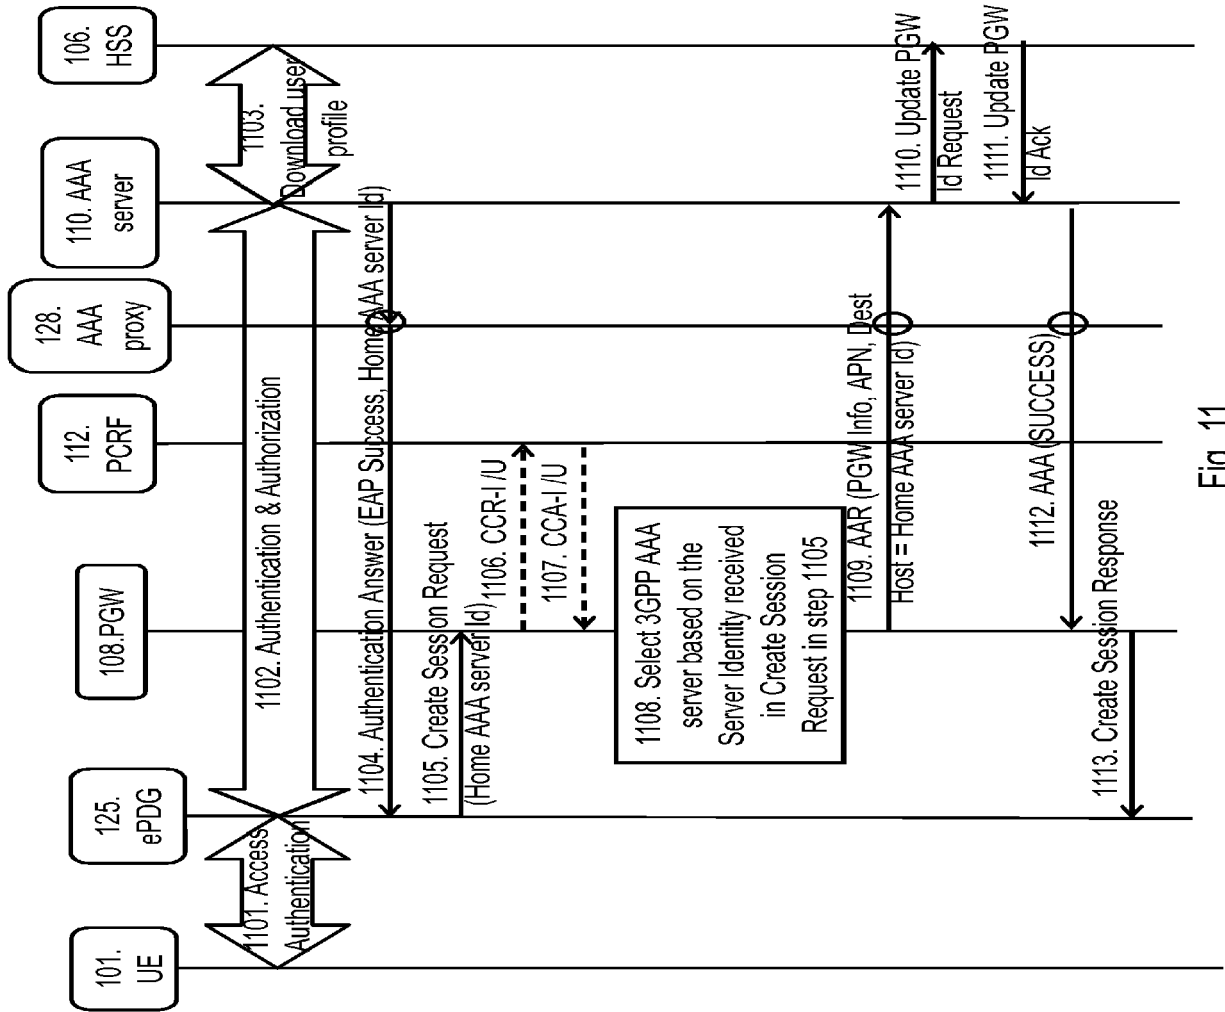 101.
UE
125.
ePDG
108.PGW
112.
PCRF
128.
AAA
proxy
110. AAA
server
106.
HSS
1101. Access
Authentication
1102. Authentication & Authorization
1103.
Download user
profile
1104. Authentication Answer (EAP Success, Home AAA server Id)
1105. Create Session Request
(Home AAA server Id)
1106. CCR-I /U
1107. CCA-I /U
1108. Select 3GPP AAA
server based on the
Server Identity received
in Create Session
Request in step 1105
1109. AAR (PGW Info, APN, Dest
Host = Home AAA server Id)
1110. Update PGW
Id Request
1111. Update PGW
Id Ack
1112. AAA (SUCCESS)
1113. Create Session Response
Fig. 11